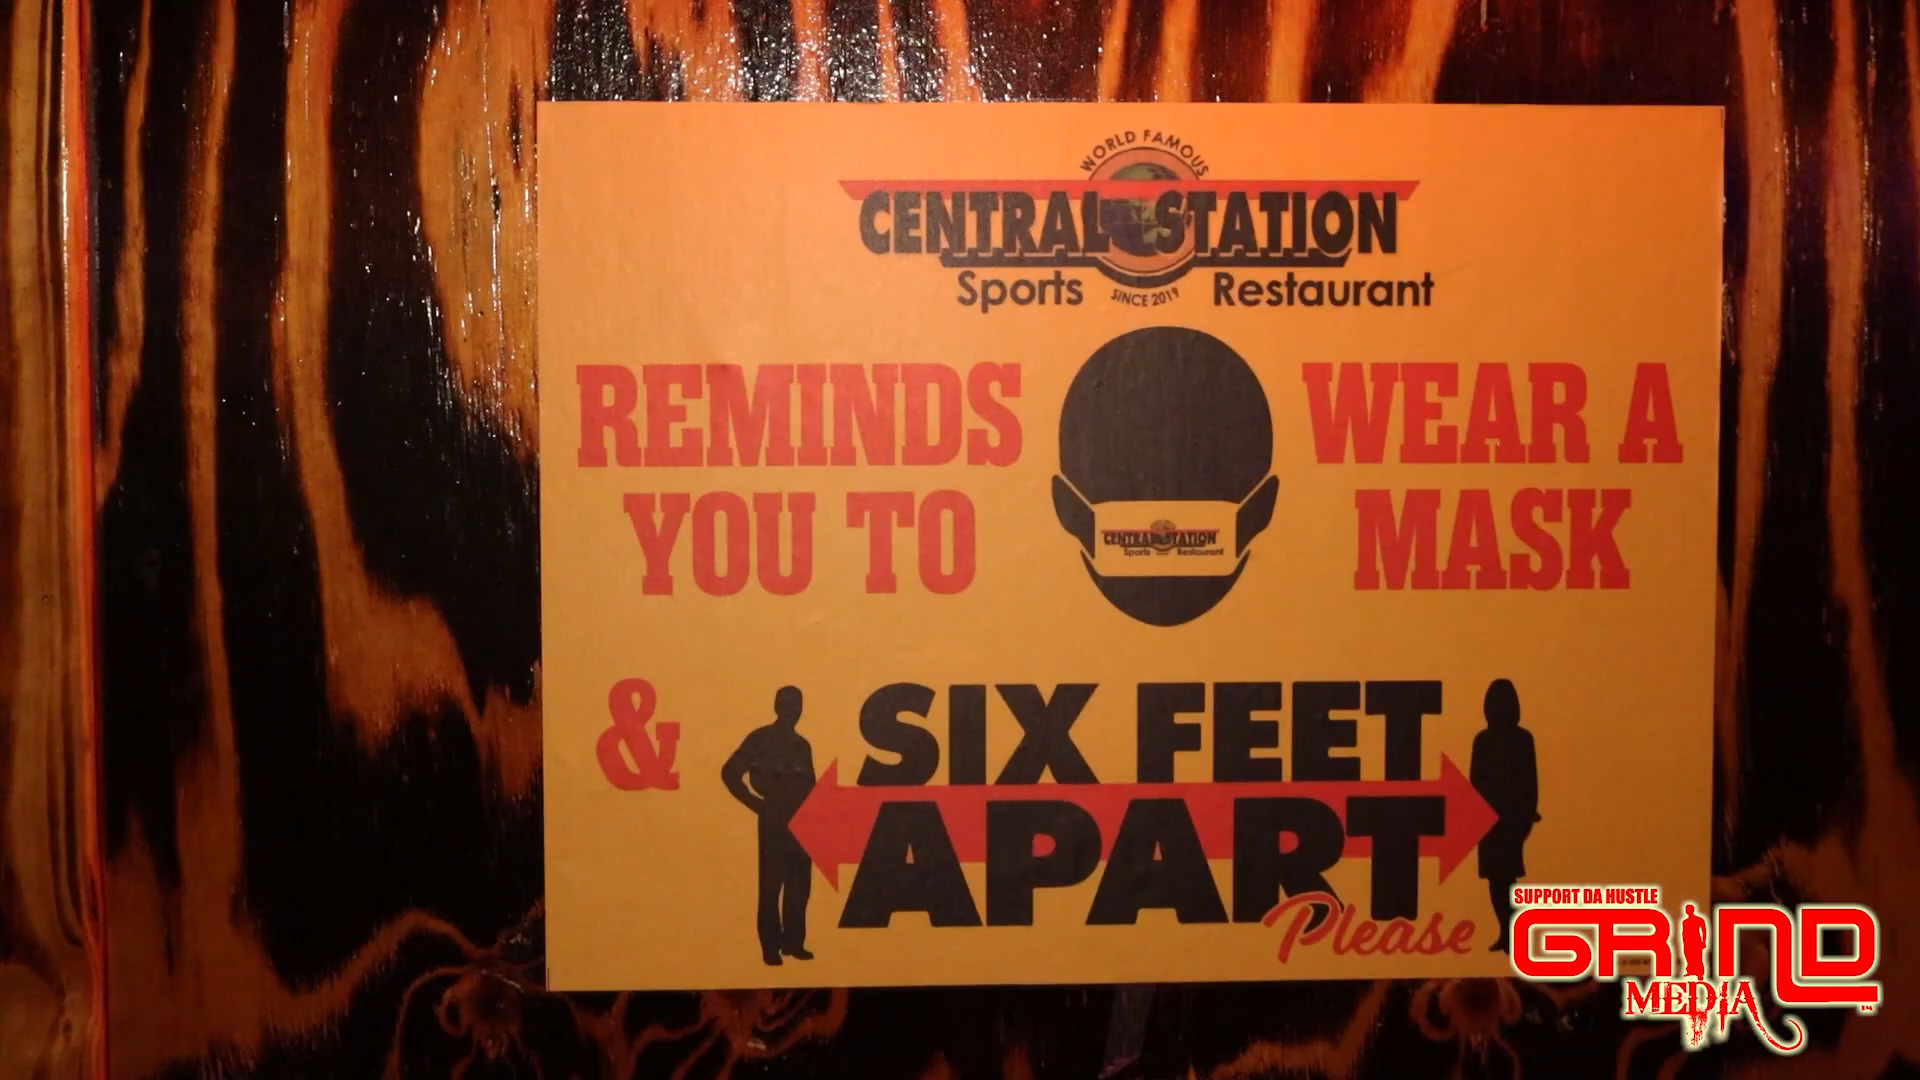 WORLD FAMOUS
CENTRAL STATION
Sports Restaurant
SINCE 2019
REMINDS WEAR A
YOU TO MASK
CENTRAL STATION
Sports Restaurant
& SIX FEET
APART
Please
SUPPORT DA HUSTLE
GRIND
MEDIA